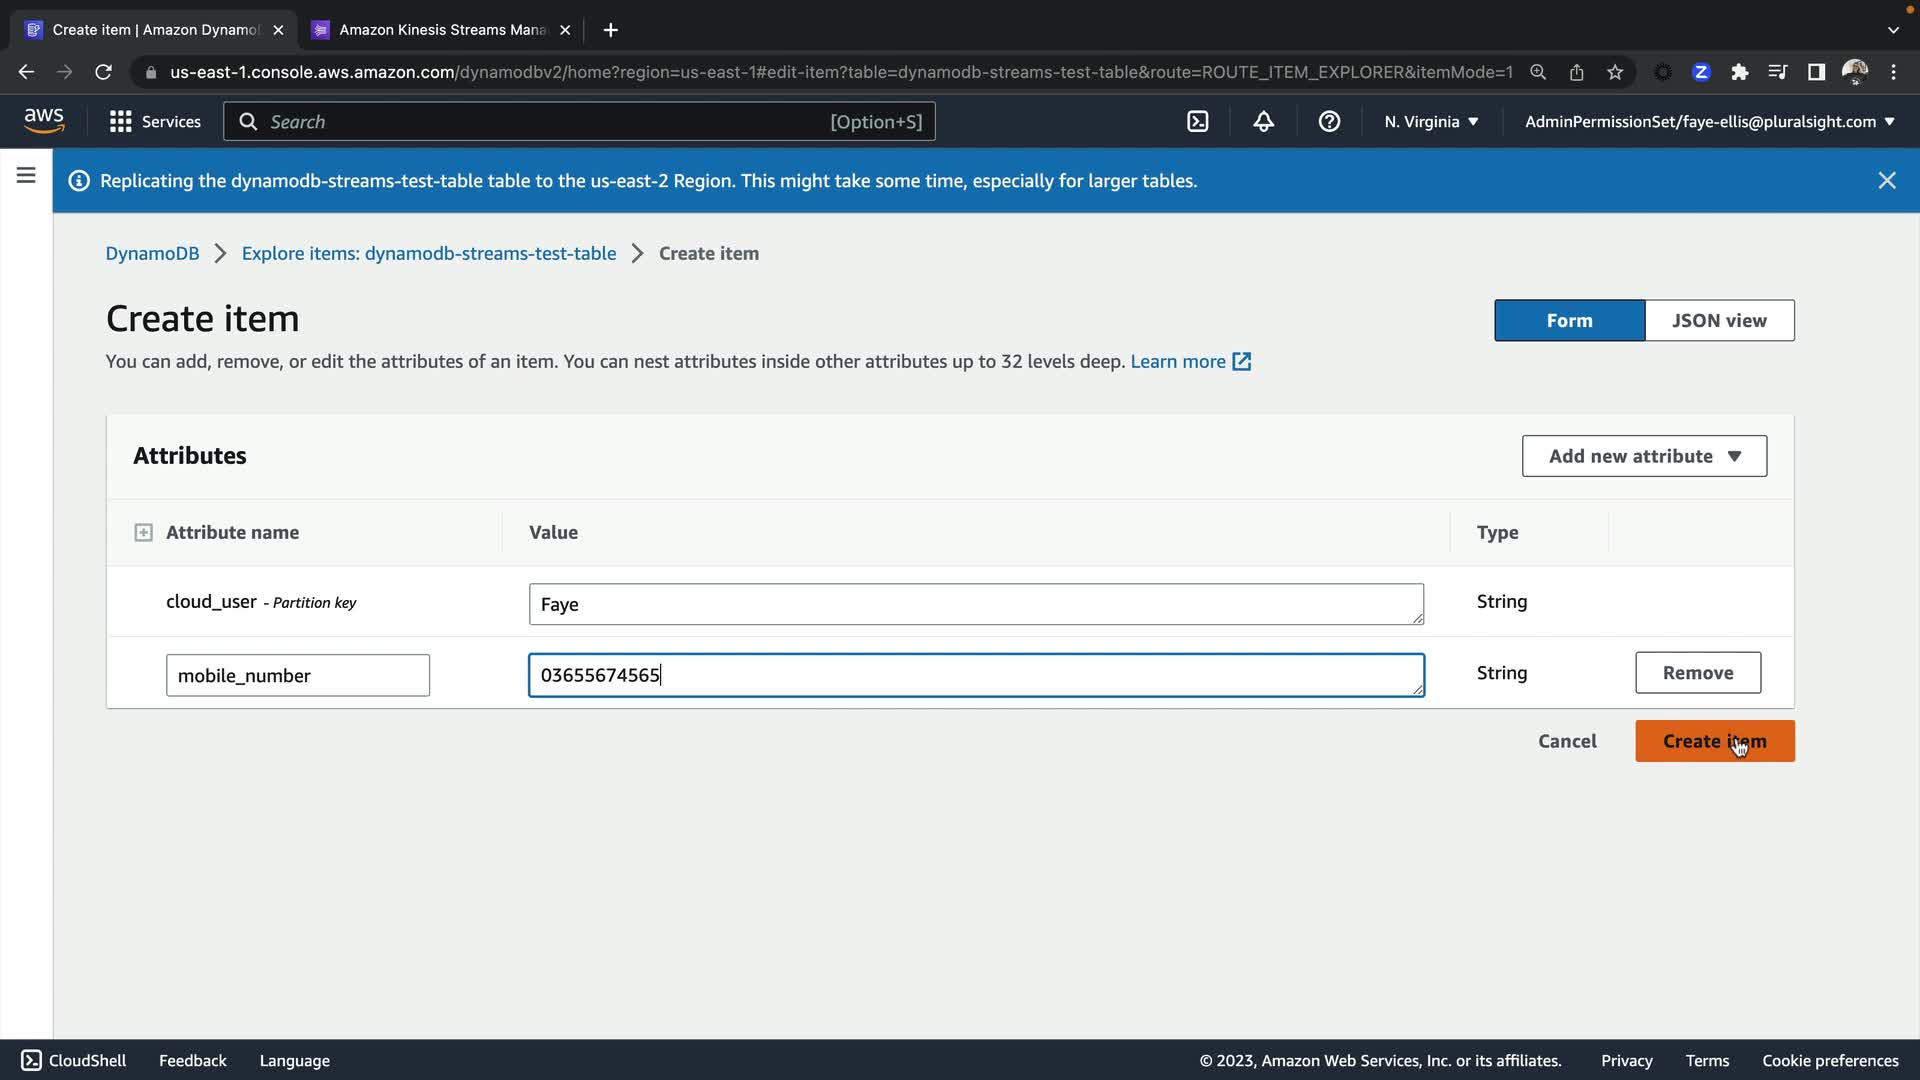 Create item | Amazon Dynamo
Amazon Kinesis Streams Mana
us-east-1.console.aws.amazon.com/dynamodbv2/home?region=us-east-1#edit-item?table=dynamodb-streams-test-table&route=ROUTE_ITEM_EXPLORER&itemMode=1
aws
Services
Search
[Option+S]
N. Virginia
AdminPermissionSet/faye-ellis@pluralsight.com
Replicating the dynamodb-streams-test-table table to the us-east-2 Region. This might take some time, especially for larger tables.
DynamoDB
Explore items: dynamodb-streams-test-table
Create item
Create item
Form
JSON view
You can add, remove, or edit the attributes of an item. You can nest attributes inside other attributes up to 32 levels deep. Learn more
Attributes
Add new attribute
Attribute name
Value
Type
cloud_user - Partition key
Faye
String
mobile_number
03655674565
String
Remove
Cancel
Create item
CloudShell
Feedback
Language
© 2023, Amazon Web Services, Inc. or its affiliates.
Privacy
Terms
Cookie preferences